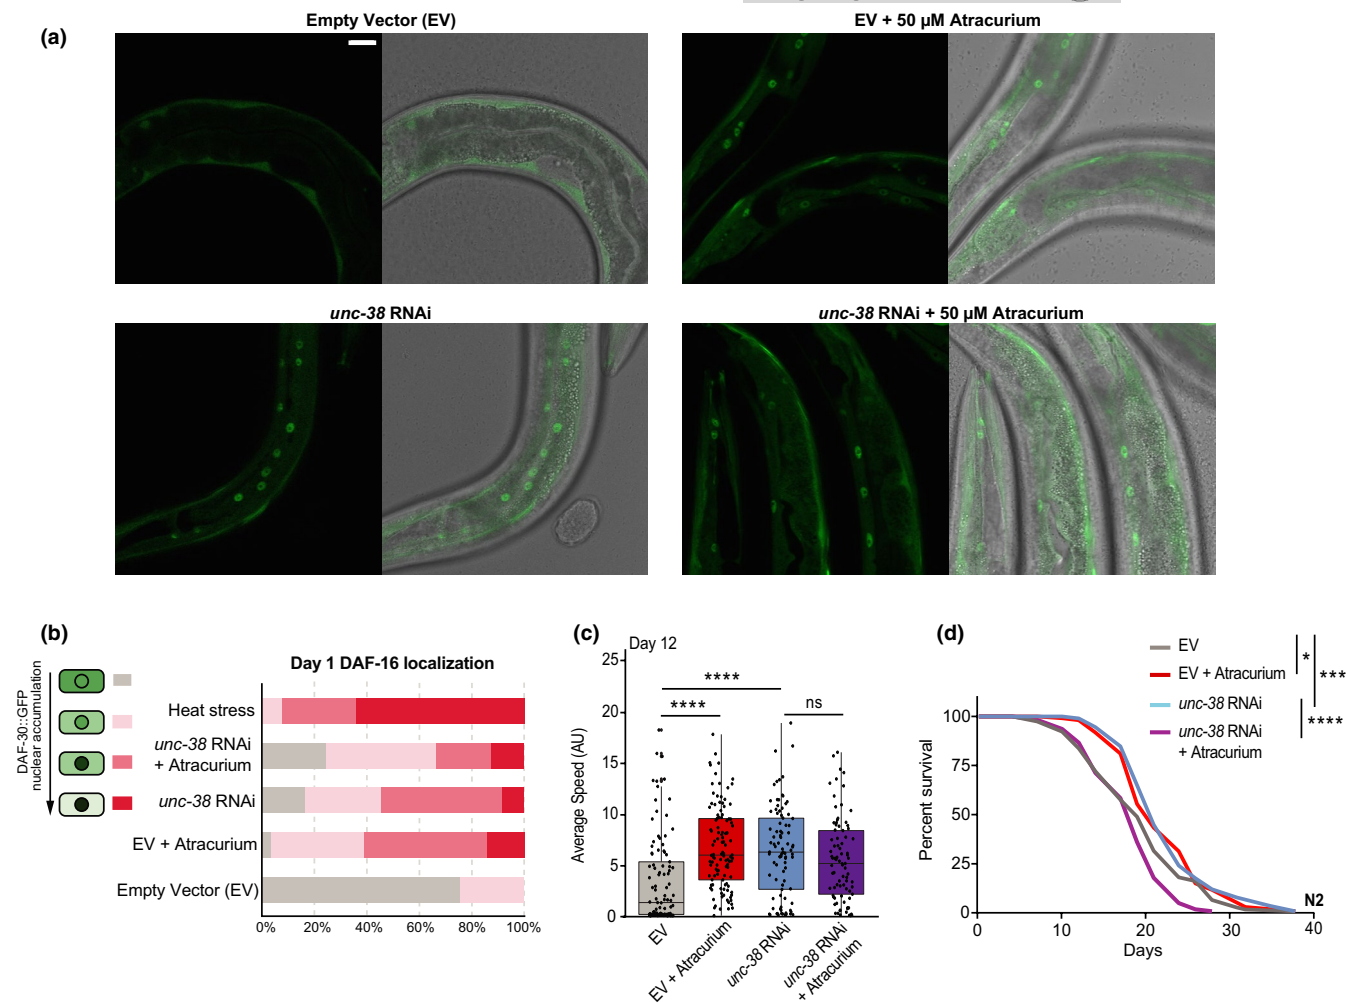 (a)
Empty Vector (EV)
EV + 50 µM Atracurium
unc-38 RNAi
unc-38 RNAi + 50 µM Atracurium
(b)
DAF-30::GFP
nuclear accumulation
Day 1 DAF-16 localization
Heat stress
unc-38 RNAi
+ Atracurium
unc-38 RNAi
EV + Atracurium
Empty Vector (EV)
0% 20% 40% 60% 80% 100%
(c)
Day 12
Average Speed (AU)
25
20
15
10
5
0
****
****
ns
EV
EV + Atracurium
unc-38 RNAi
unc-38 RNAi
+ Atracurium
(d)
EV
EV + Atracurium
unc-38 RNAi
unc-38 RNAi
+ Atracurium
*
***
****
Percent survival
100
75
50
25
0
0 10 20 30 40
Days
N2